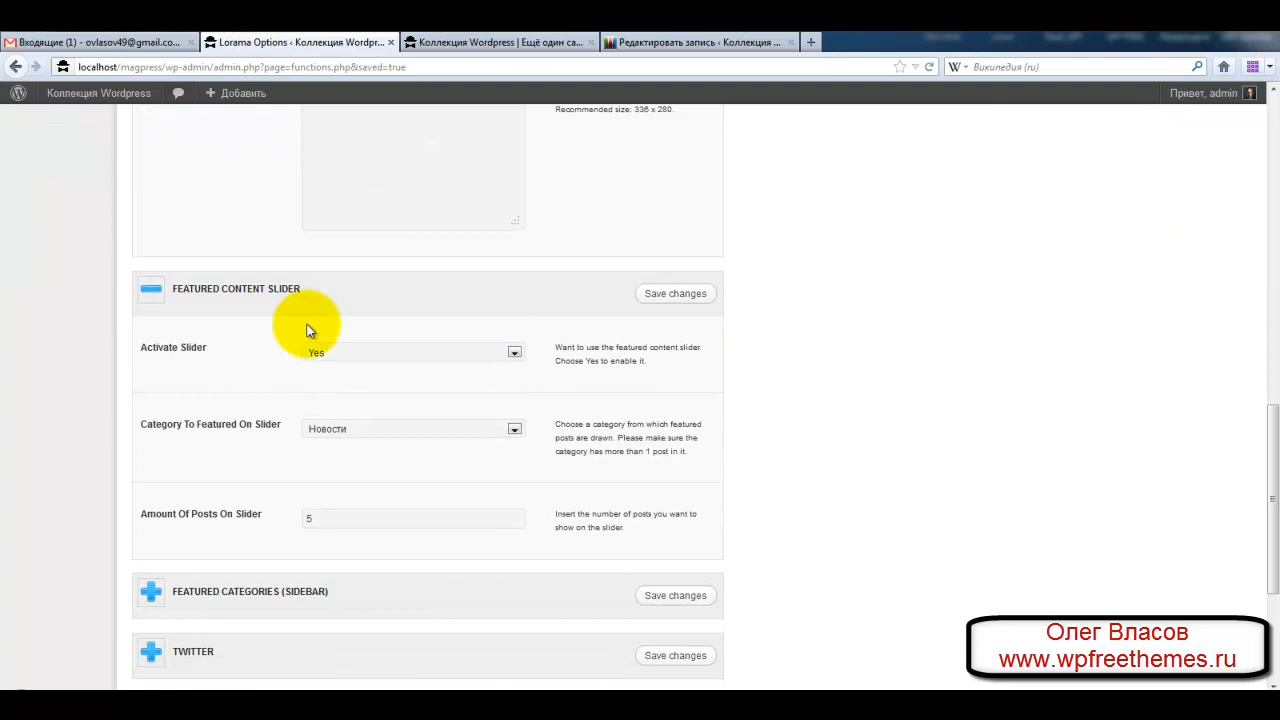 Входящие (1) - ovlasov49@gmail.co... ×
Lorama Options ‹ Коллекция Wordpr... ×
Коллекция Wordpress | Ещё один са... ×
Редактировать запись ‹ Коллекция ... ×
localhost/magpress/wp-admin/admin.php?page=functions.php&saved=true
Википедия (ru)
Коллекция Wordpress
Добавить
Привет, admin
Recommended size: 336 x 280.
FEATURED CONTENT SLIDER
Save changes
Activate Slider
Yes
Want to use the featured content slider.
Choose Yes to enable it.
Category To Featured On Slider
Новости
Choose a category from which featured
posts are drawn. Please make sure the
category has more than 1 post in it.
Amount Of Posts On Slider
5
Insert the number of posts you want to
show on the slider.
FEATURED CATEGORIES (SIDEBAR)
Save changes
TWITTER
Save changes
Олег Власов
www.wpfreethemes.ru